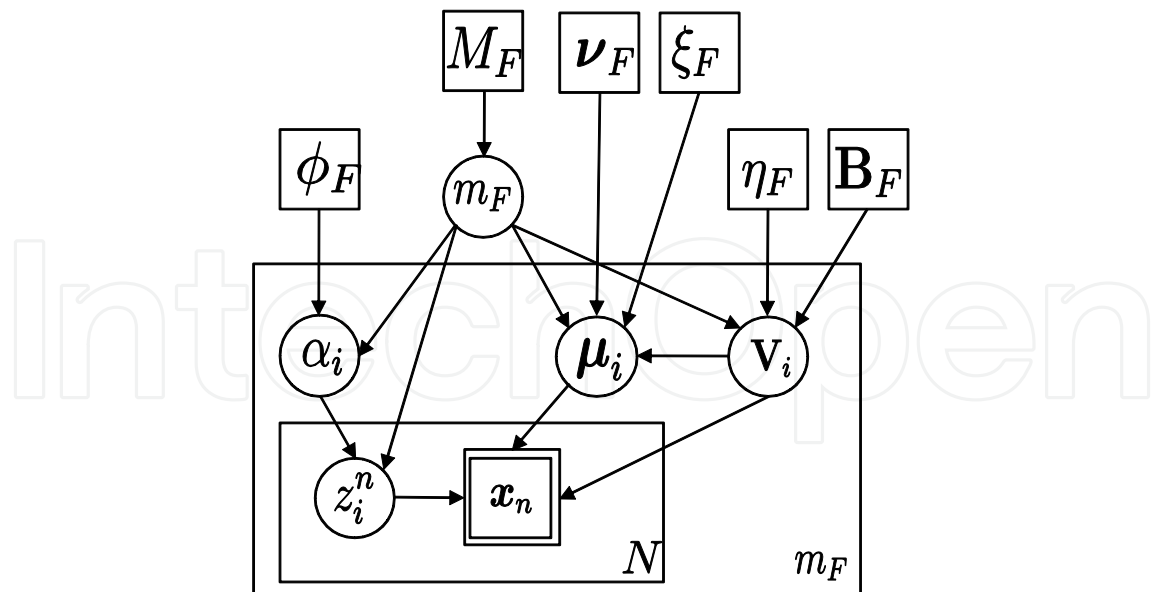 M_F ν_F ξ_F
ϕ_F m_F η_F B_F
α_i μ_i V_i
z_i^n x_n
N m_F
IntechOpen